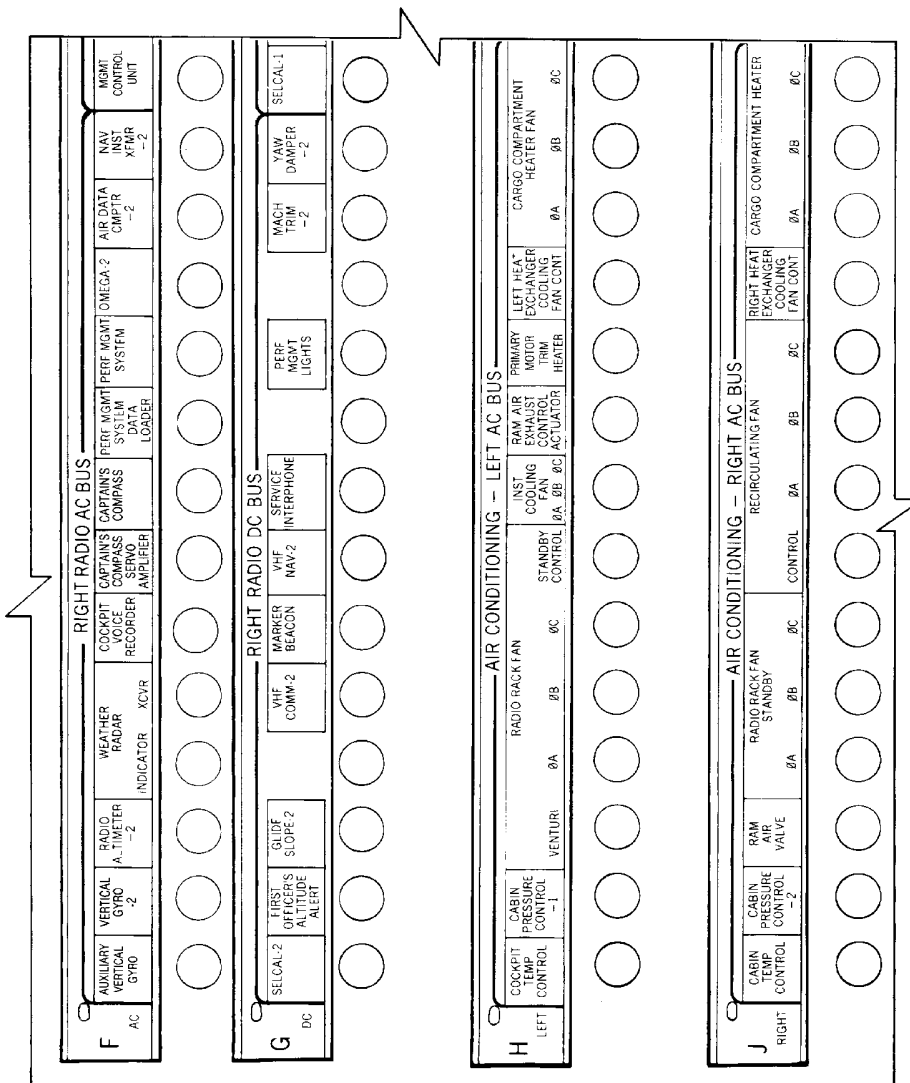 RIGHT RADIO AC BUS
F
AC
AUXILIARY
VERTICAL
GYRO
VERTICAL
GYRO
-2
RADIO
ALTIMETER
-2
WEATHER
RADAR
INDICATOR XCVR
COCKPIT
VOICE
RECORDER
CAPTAIN'S
COMPASS
SERVO
AMPLIFIER
CAPTAIN'S
COMPASS
PERF MGMT
SYSTEM
DATA
LOADER
PERF MGMT
SYSTEM
OMEGA-2
AIR DATA
CMPTR
-2
NAV
INST
XFMR
-2
MGMT
CONTROL
UNIT
RIGHT RADIO DC BUS
G
DC
SELCAL-2
FIRST
OFFICER'S
ALTITUDE
ALERT
GLIDE
SLOPE-2
VHF
COMM-2
MARKER
BEACON
VHF
NAV-2
SERVICE
INTERPHONE
PERF
MGMT
LIGHTS
MACH
TRIM
-2
YAW
DAMPER
-2
SELCAL-1
AIR CONDITIONING - LEFT AC BUS
H
LEFT
COCKPIT
TEMP
CONTROL
CABIN
PRESSURE
CONTROL
-1
RADIO RACK FAN
VENTURI ØA ØB ØC STANDBY
CONTROL
INST
COOLING
FAN
ØA ØB ØC
RAM AIR
EXHAUST
CONTROL
ACTUATOR
PRIMARY
MOTOR
TRIM
HEATER
LEFT HEAT
EXCHANGER
COOLING
FAN CONT
CARGO COMPARTMENT
HEATER FAN
ØA ØB ØC
AIR CONDITIONING - RIGHT AC BUS
J
RIGHT
CABIN
TEMP
CONTROL
CABIN
PRESSURE
CONTROL
-2
RAM
AIR
VALVE
RADIO RACK FAN
STANDBY
ØA ØB ØC
RECIRCULATING FAN
CONTROL ØA ØB ØC
RIGHT HEAT
EXCHANGER
COOLING
FAN CONT
CARGO COMPARTMENT HEATER
ØA ØB ØC